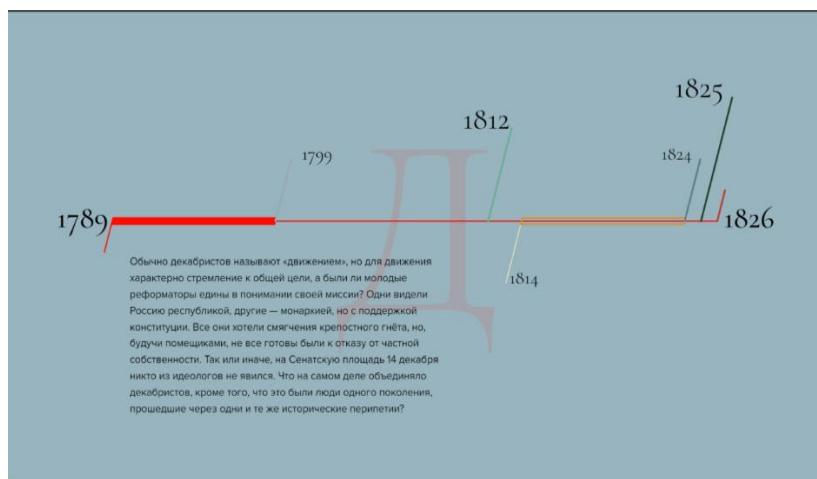 1825
1812
1799
1824
1789
1826
1814
Д
Обычно декабристов называют «движением», но для движения
характерно стремление к общей цели, а были ли молодые
реформаторы едины в понимании своей миссии? Одни видели
Россию республикой, другие — монархией, но с поддержкой
конституции. Все они хотели смягчения крепостного гнёта, но,
будучи помещиками, не все готовы были к отказу от частной
собственности. Так или иначе, на Сенатскую площадь 14 декабря
никто из идеологов не явился. Что на самом деле объединяло
декабристов, кроме того, что это были люди одного поколения,
прошедшие через одни и те же исторические перипетии?